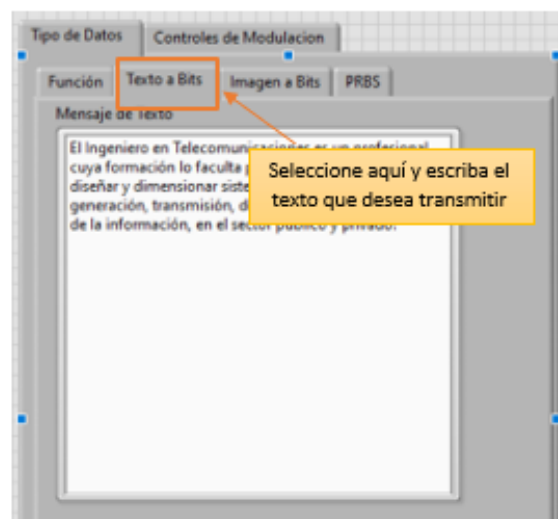 Tipo de Datos Controles de Modulacion
Función Texto a Bits Imagen a Bits PRBS
Mensaje de Texto
El Ingeniero en Telecomunicaciones es un profesional
cuya formación lo faculta
Seleccione aquí y escriba el
texto que desea transmitir
diseñar y dimensionar
generación, transmisión,
de la información, en el sector público y privado.